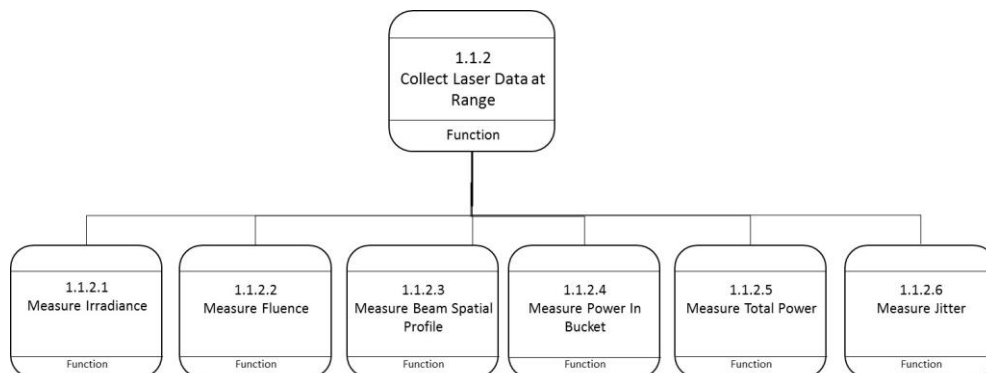 1.1.2
Collect Laser Data at
Range
Function
1.1.2.1
Measure Irradiance
Function
1.1.2.2
Measure Fluence
Function
1.1.2.3
Measure Beam Spatial
Profile
Function
1.1.2.4
Measure Power In
Bucket
Function
1.1.2.5
Measure Total Power
Function
1.1.2.6
Measure Jitter
Function